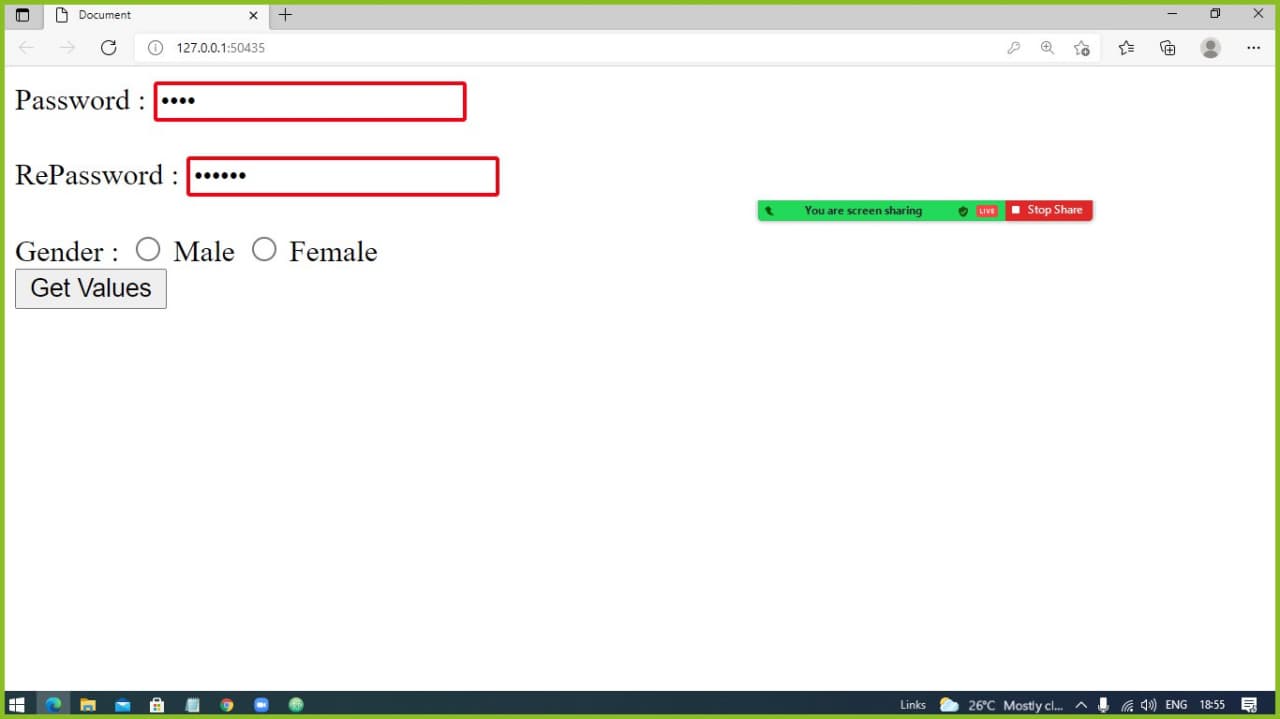 Document
127.0.0.1:50435
Password : ••••
RePassword : ••••••
You are screen sharing LIVE Stop Share
Gender : Male Female
Get Values
Links 26°C Mostly cl... ENG 18:55